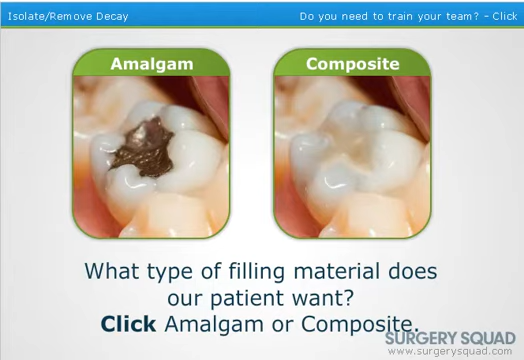 Isolate/Remove Decay
Do you need to train your team? – Click
Amalgam
Composite
What type of filling material does
our patient want?
Click Amalgam or Composite.
SURGERY SQUAD
www.surgerysquad.com